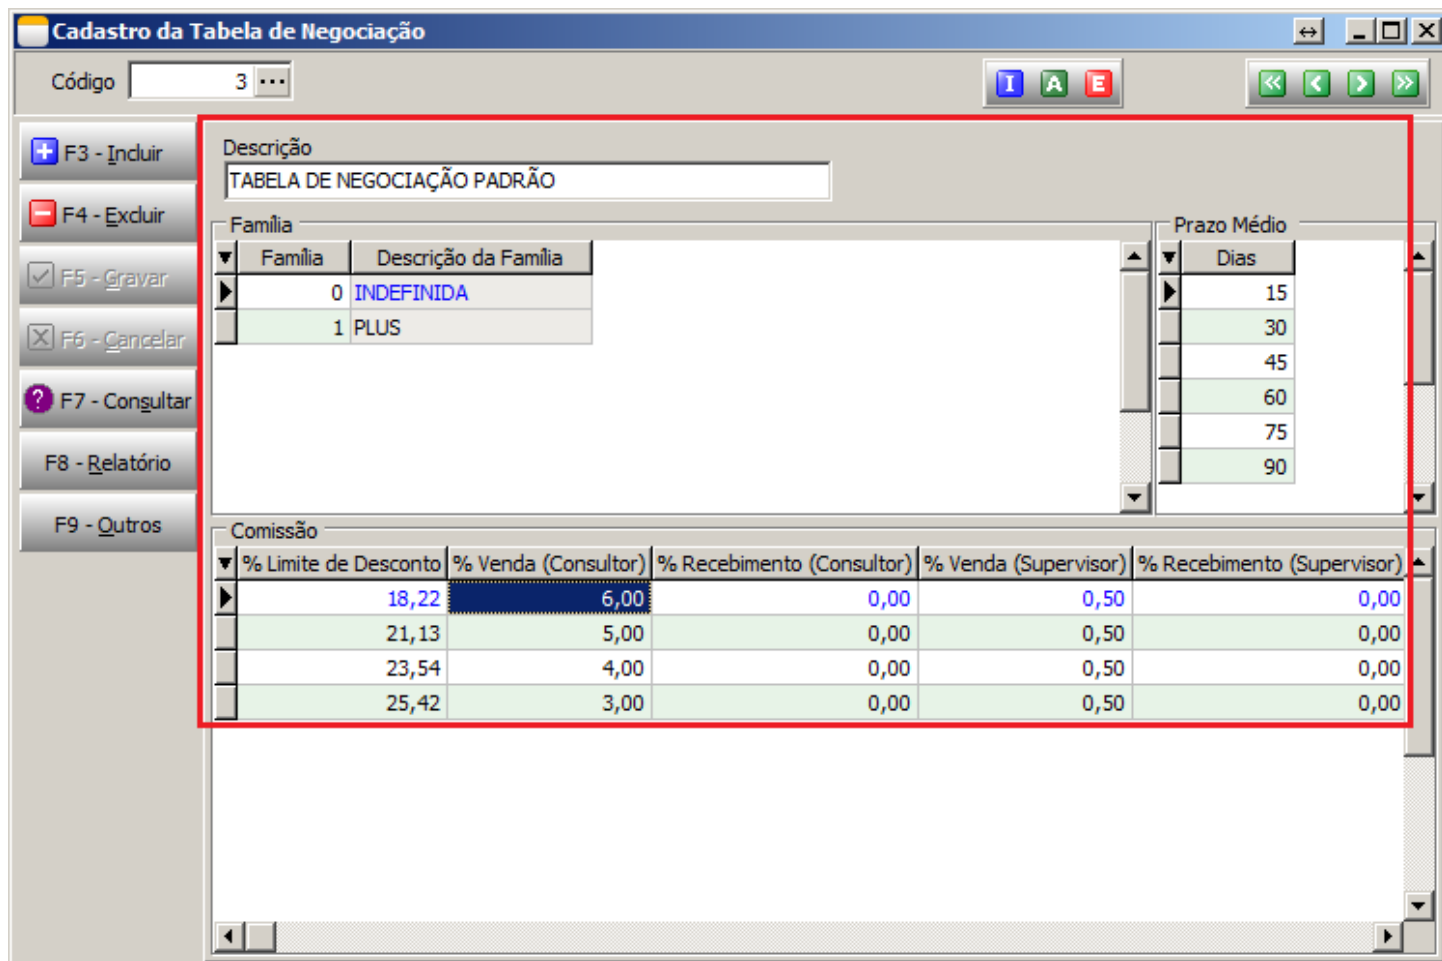 Cadastro da Tabela de Negociação
Código 3 ...
I A E
F3 - Incluir
F4 - Excluir
F5 - Gravar
F6 - Cancelar
F7 - Consultar
F8 - Relatório
F9 - Outros
Descrição
TABELA DE NEGOCIAÇÃO PADRÃO
Família
Família Descrição da Família
0 INDEFINIDA
1 PLUS
Prazo Médio
Dias
15
30
45
60
75
90
Comissão
% Limite de Desconto % Venda (Consultor) % Recebimento (Consultor) % Venda (Supervisor) % Recebimento (Supervisor)
18,22 6,00 0,00 0,50 0,00
21,13 5,00 0,00 0,50 0,00
23,54 4,00 0,00 0,50 0,00
25,42 3,00 0,00 0,50 0,00